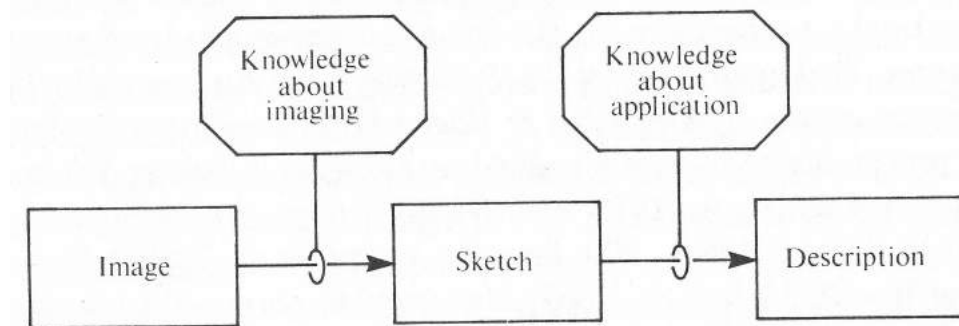 Knowledge
about
imaging
Knowledge
about
application
Image
Sketch
Description